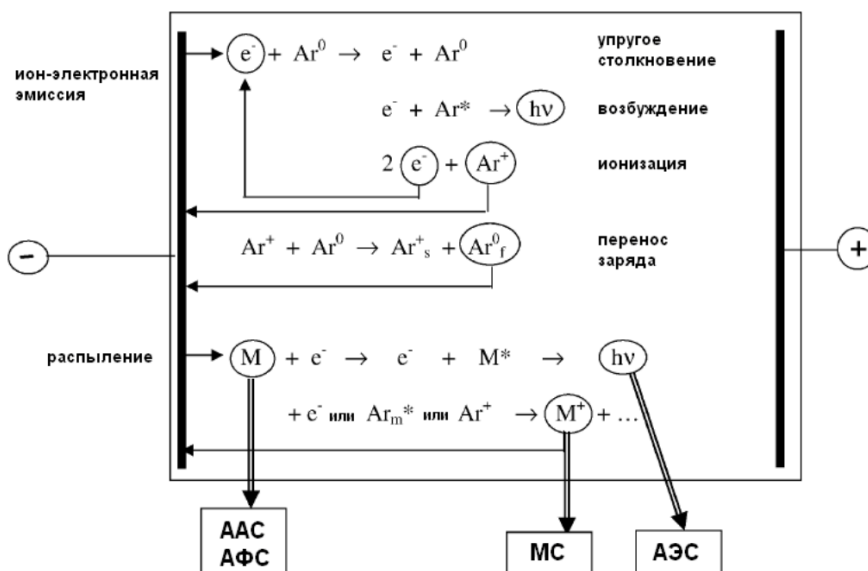 ион-электронная
эмиссия
e⁻ + Ar⁰ → e⁻ + Ar⁰
упругое
столкновение
e⁻ + Ar* → hν
возбуждение
2 e⁻ + Ar⁺
ионизация
−
Ar⁺ + Ar⁰ → Ar⁺ₛ + Ar⁰_f
перенос
заряда
+
распыление
M + e⁻ → e⁻ + M* → hν
+ e⁻ или Arₘ* или Ar⁺ → M⁺ + ...
ААС
АФС
МС
АЭС